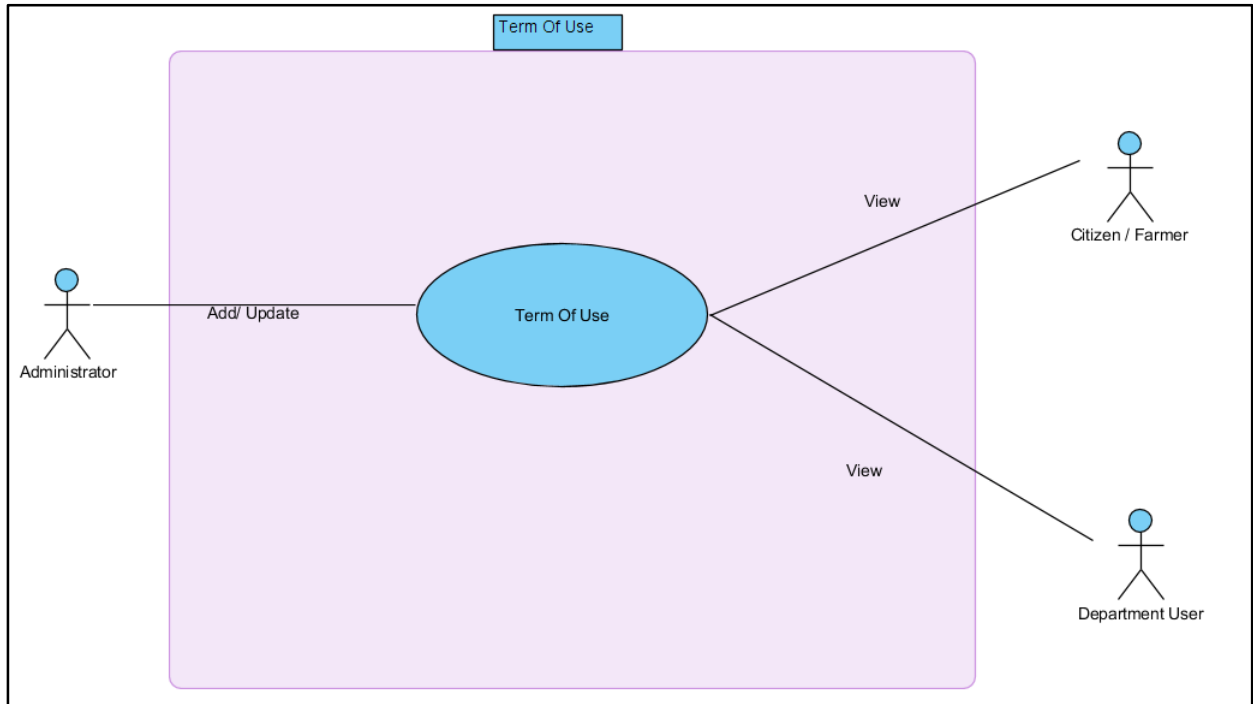 Term Of Use
View
Citizen / Farmer
Add/ Update
Term Of Use
Administrator
View
Department User